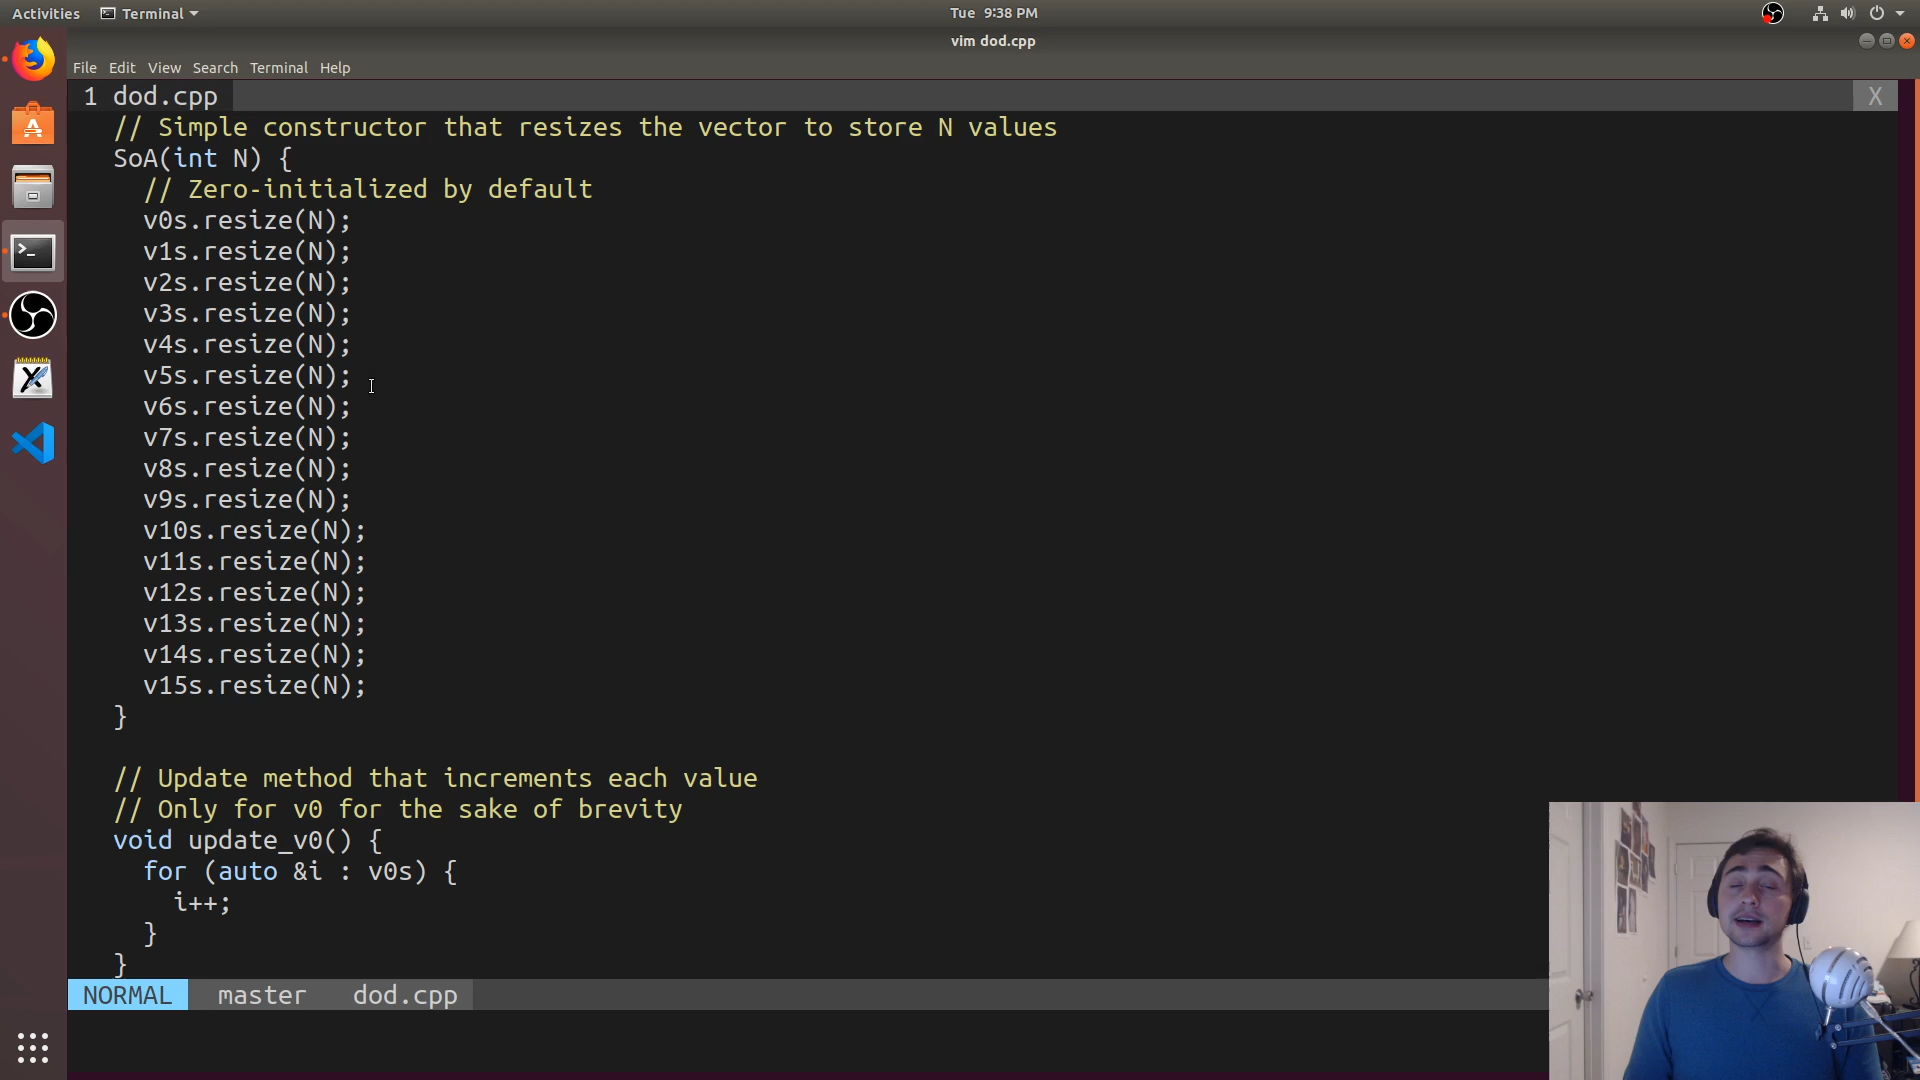 Activities Terminal Tue 9:38 PM
vim dod.cpp
File Edit View Search Terminal Help
1 dod.cpp X
// Simple constructor that resizes the vector to store N values
SoA(int N) {
// Zero-initialized by default
v0s.resize(N);
v1s.resize(N);
v2s.resize(N);
v3s.resize(N);
v4s.resize(N);
v5s.resize(N);
v6s.resize(N);
v7s.resize(N);
v8s.resize(N);
v9s.resize(N);
v10s.resize(N);
v11s.resize(N);
v12s.resize(N);
v13s.resize(N);
v14s.resize(N);
v15s.resize(N);
}
// Update method that increments each value
// Only for v0 for the sake of brevity
void update_v0() {
for (auto &i : v0s) {
i++;
}
}
NORMAL master dod.cpp